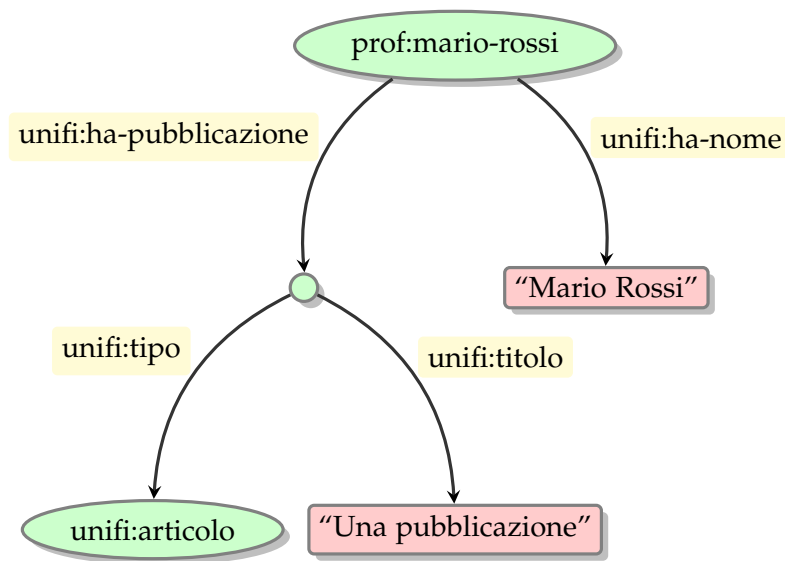 prof:mario-rossi
unifi:ha-pubblicazione
unifi:ha-nome
“Mario Rossi”
unifi:tipo
unifi:titolo
unifi:articolo
“Una pubblicazione”